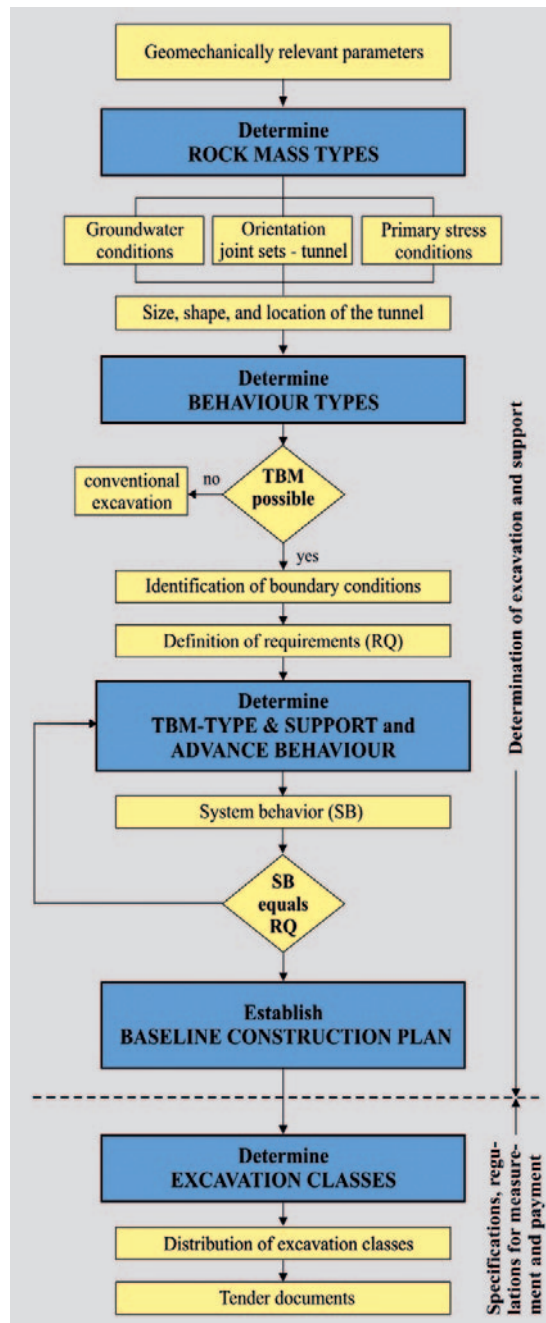 Geomechanically relevant parameters
Determine
ROCK MASS TYPES
Groundwater
conditions
Orientation
joint sets - tunnel
Primary stress
conditions
Size, shape, and location of the tunnel
Determine
BEHAVIOUR TYPES
TBM
possible
no
conventional
excavation
yes
Identification of boundary conditions
Definition of requirements (RQ)
Determine
TBM-TYPE & SUPPORT and
ADVANCE BEHAVIOUR
System behavior (SB)
SB
equals
RQ
Establish
BASELINE CONSTRUCTION PLAN
Determine
EXCAVATION CLASSES
Distribution of excavation classes
Tender documents
Determination of excavation and support
Specifications, regu-
lations for measure-
ment and payment